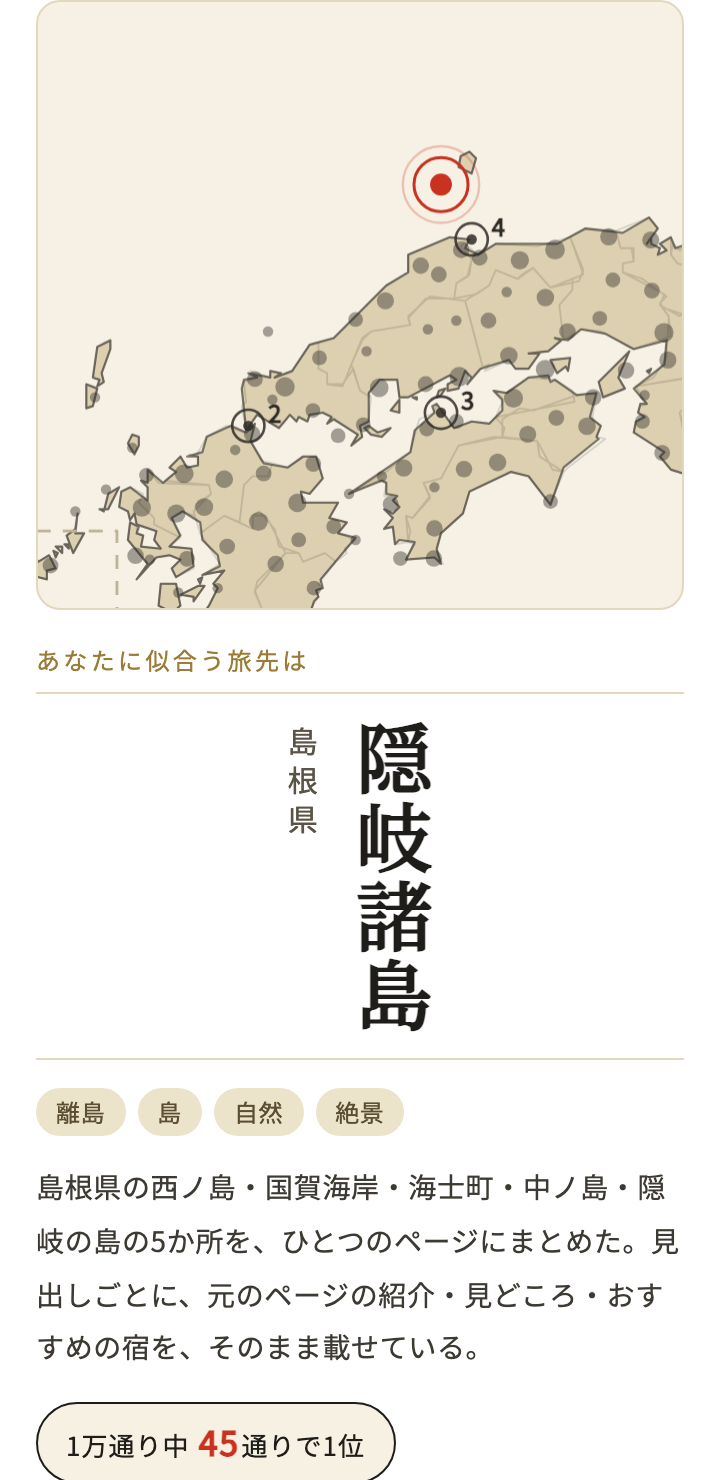 4
3
2
あなたに似合う旅先は
隠岐諸島
島根県
離島 島 自然 絶景
島根県の西ノ島・国賀海岸・海士町・中ノ島・隠
岐の島の5か所を、ひとつのページにまとめた。見
出しごとに、元のページの紹介・見どころ・おす
すめの宿を、そのまま載せている。
1万通り中 45通りで1位